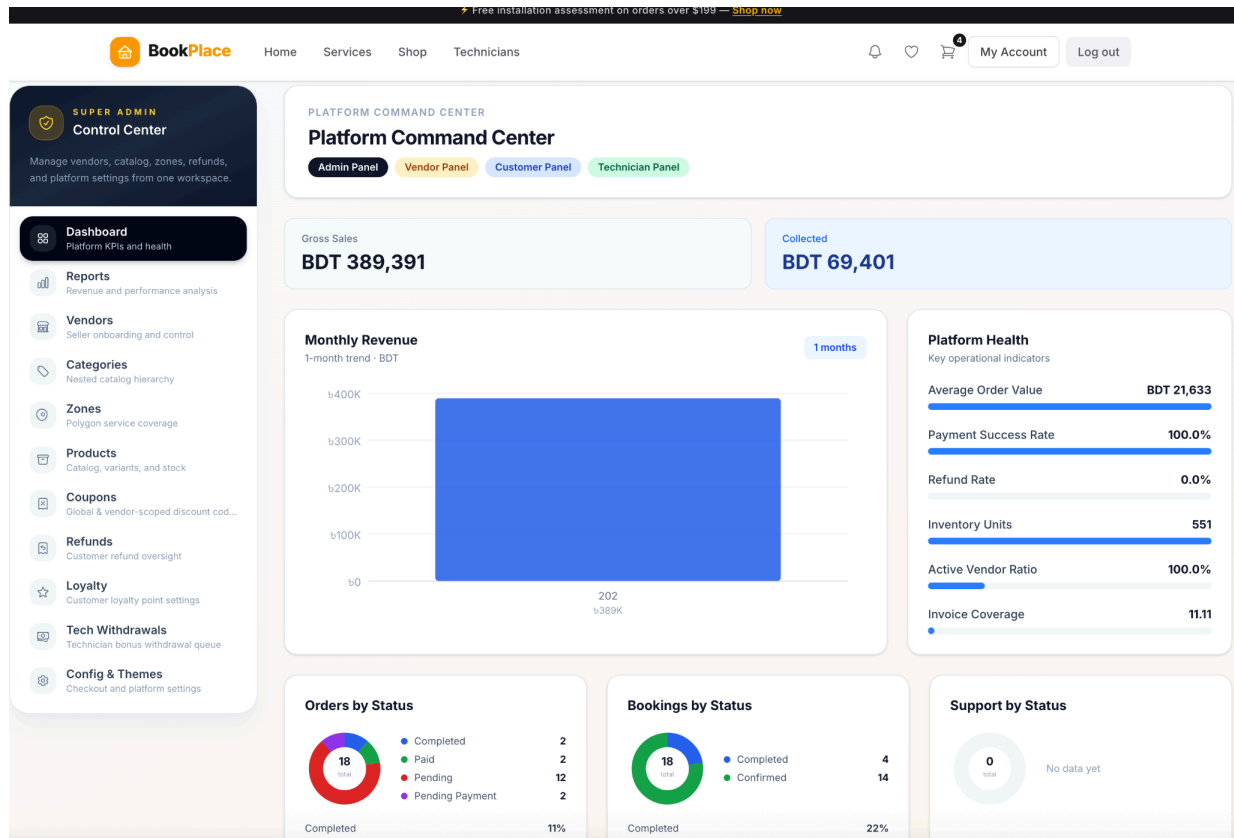 ⚡ Free installation assessment on orders over $199 — Shop now
BookPlace
Home Services Shop Technicians
4
My Account
Log out
SUPER ADMIN
Control Center
Manage vendors, catalog, zones, refunds,
and platform settings from one workspace.
Dashboard
Platform KPIs and health
Reports
Revenue and performance analysis
Vendors
Seller onboarding and control
Categories
Nested catalog hierarchy
Zones
Polygon service coverage
Products
Catalog, variants, and stock
Coupons
Global & vendor-scoped discount cod...
Refunds
Customer refund oversight
Loyalty
Customer loyalty point settings
Tech Withdrawals
Technician bonus withdrawal queue
Config & Themes
Checkout and platform settings
PLATFORM COMMAND CENTER
Platform Command Center
Admin Panel Vendor Panel Customer Panel Technician Panel
Gross Sales
BDT 389,391
Collected
BDT 69,401
Monthly Revenue
1-month trend · BDT
1 months
৳400K
৳300K
৳200K
৳100K
৳0
202
৳389K
Platform Health
Key operational indicators
Average Order Value BDT 21,633
Payment Success Rate 100.0%
Refund Rate 0.0%
Inventory Units 551
Active Vendor Ratio 100.0%
Invoice Coverage 11.11
Orders by Status
18
total
Completed 2
Paid 2
Pending 12
Pending Payment 2
Completed 11%
Bookings by Status
18
total
Completed 4
Confirmed 14
Completed 22%
Support by Status
0
total
No data yet